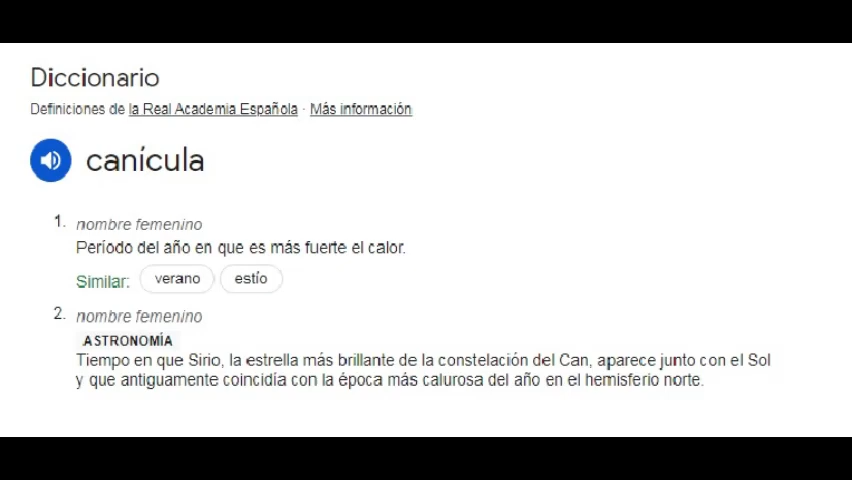 Diccionario
Definiciones de la Real Academia Española · Más información
canícula
1. nombre femenino
Período del año en que es más fuerte el calor.
Similar: verano estío
2. nombre femenino
ASTRONOMÍA
Tiempo en que Sirio, la estrella más brillante de la constelación del Can, aparece junto con el Sol
y que antiguamente coincidía con la época más calurosa del año en el hemisferio norte.